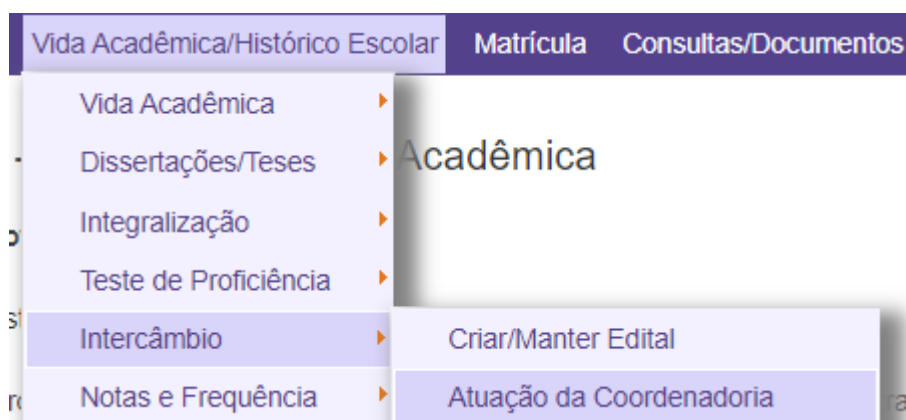 Vida Acadêmica/Histórico Escolar Matrícula Consultas/Documentos
Vida Acadêmica
Acadêmica
Dissertações/Teses
Integralização
Teste de Proficiência
Intercâmbio
Criar/Manter Edital
Notas e Frequência
Atuação da Coordenadoria